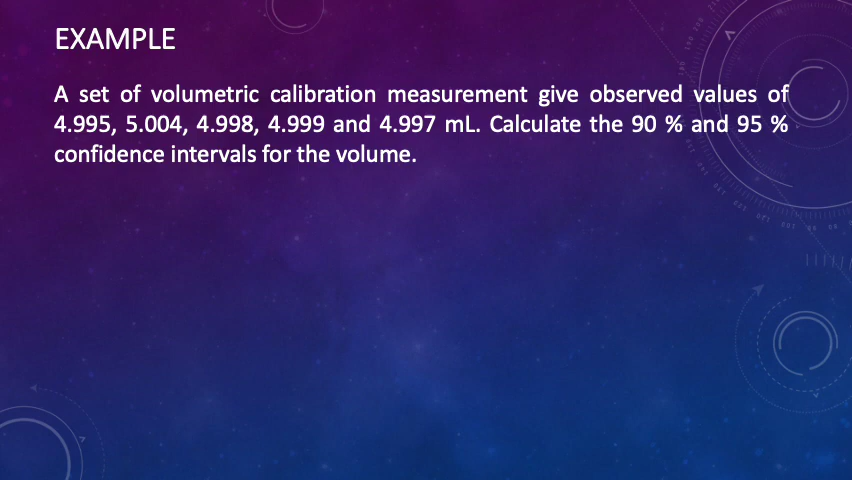 EXAMPLE
A set of volumetric calibration measurement give observed values of
4.995, 5.004, 4.998, 4.999 and 4.997 mL. Calculate the 90 % and 95 %
confidence intervals for the volume.